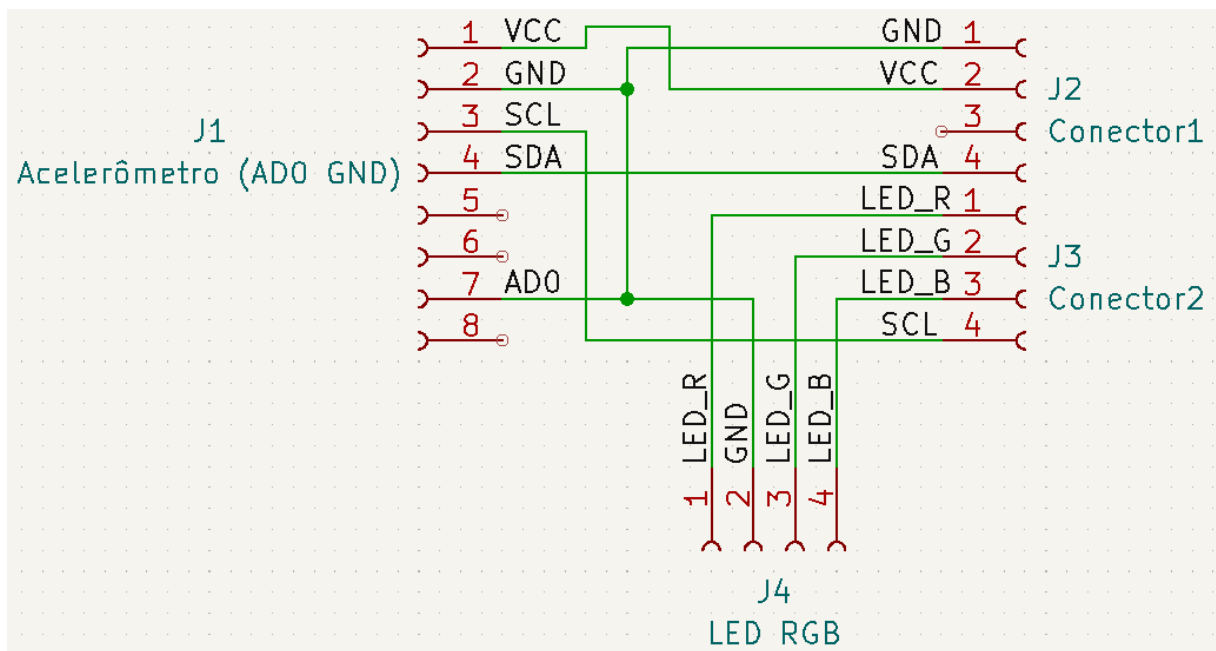 1 VCC
2 GND
3 SCL
4 SDA
5
6
7 AD0
8
J1
Acelerômetro (AD0 GND)
GND 1
VCC 2
3
SDA 4
J2
Conector1
LED_R 1
LED_G 2
LED_B 3
SCL 4
J3
Conector2
LED_R 1
GND 2
LED_G 3
LED_B 4
J4
LED RGB